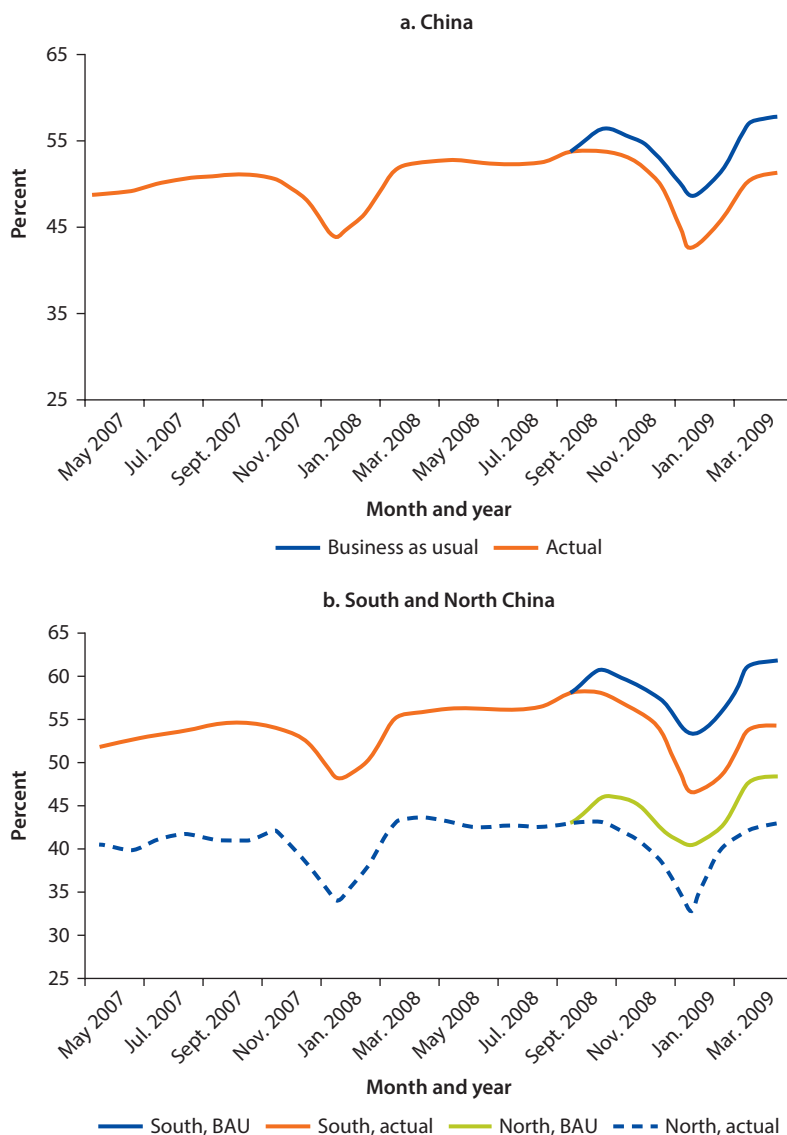 a. China
65
55
45
35
25
Percent
May 2007
Jul. 2007
Sept. 2007
Nov. 2007
Jan. 2008
Mar. 2008
May 2008
Jul. 2008
Sept. 2008
Nov. 2008
Jan. 2009
Mar. 2009
Month and year
Business as usual Actual
b. South and North China
65
60
55
50
45
40
35
30
25
Percent
May 2007
Jul. 2007
Sept. 2007
Nov. 2007
Jan. 2008
Mar. 2008
May 2008
Jul. 2008
Sept. 2008
Nov. 2008
Jan. 2009
Mar. 2009
Month and year
South, BAU South, actual North, BAU North, actual